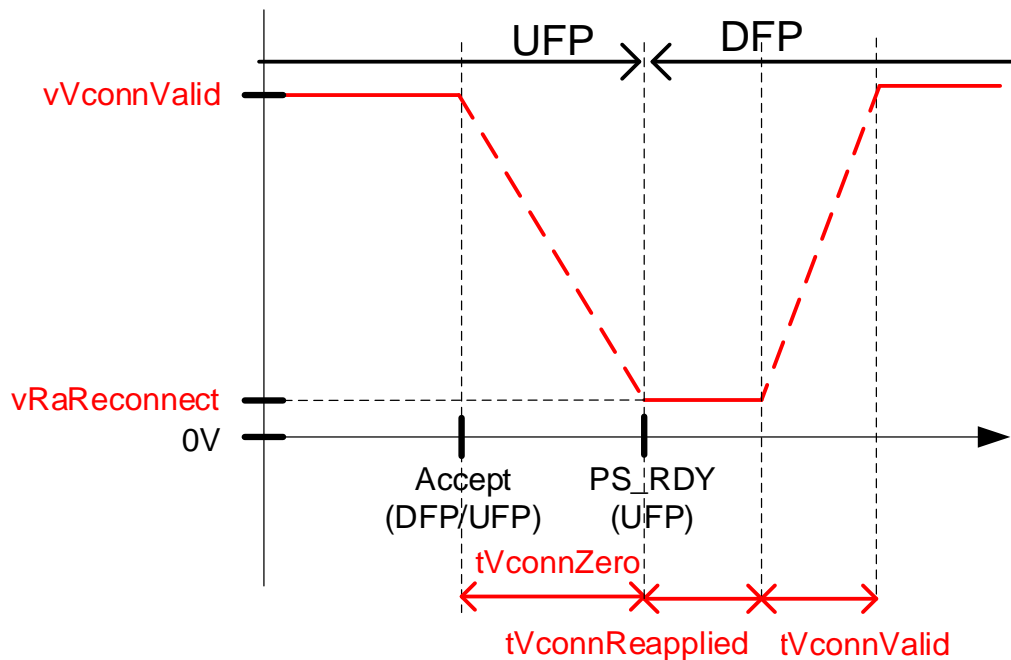 UFP
DFP
vVconnValid
vRaReconnect
0V
Accept
(DFP/UFP)
PS_RDY
(UFP)
tVconnZero
tVconnReapplied
tVconnValid